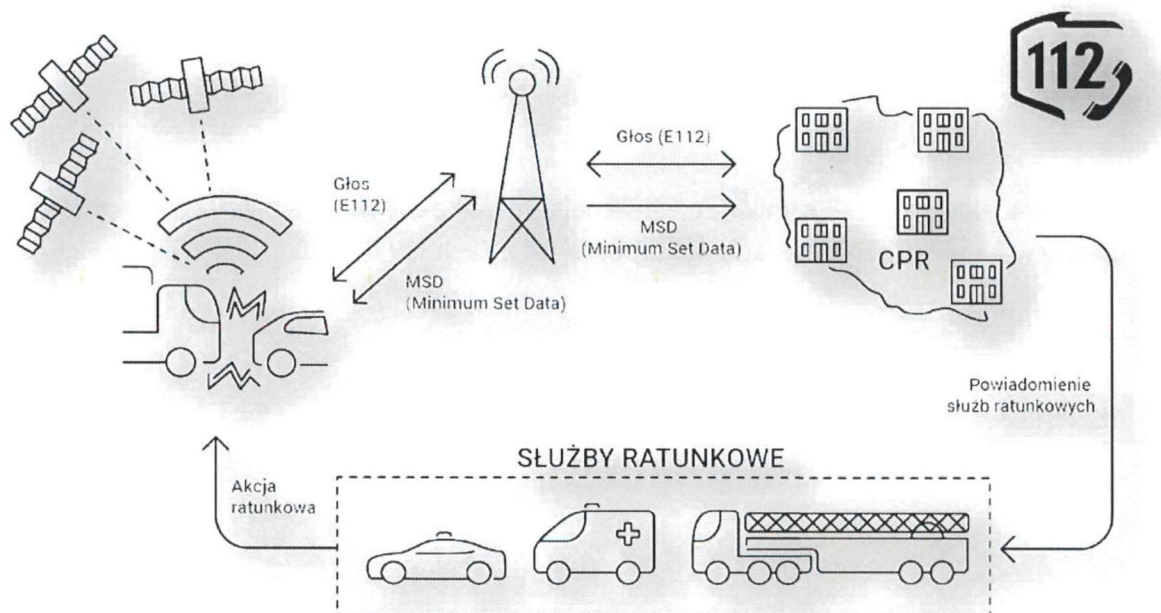 112
Głos (E112)
Głos
(E112)
MSD
(Minimum Set Data)
MSD
(Minimum Set Data)
CPR
Powiadomienie
służb ratunkowych
SŁUŻBY RATUNKOWE
Akcja
ratunkowa